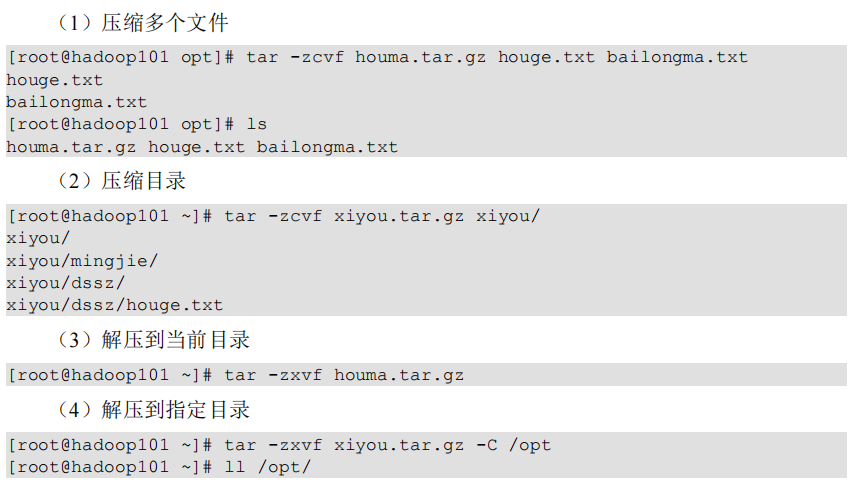 （1）压缩多个文件
[root@hadoop101 opt]# tar -zcvf houma.tar.gz houge.txt bailongma.txt
houge.txt
bailongma.txt
[root@hadoop101 opt]# ls
houma.tar.gz houge.txt bailongma.txt
（2）压缩目录
[root@hadoop101 ~]# tar -zcvf xiyou.tar.gz xiyou/
xiyou/
xiyou/mingjie/
xiyou/dssz/
xiyou/dssz/houge.txt
（3）解压到当前目录
[root@hadoop101 ~]# tar -zxvf houma.tar.gz
（4）解压到指定目录
[root@hadoop101 ~]# tar -zxvf xiyou.tar.gz -C /opt
[root@hadoop101 ~]# ll /opt/